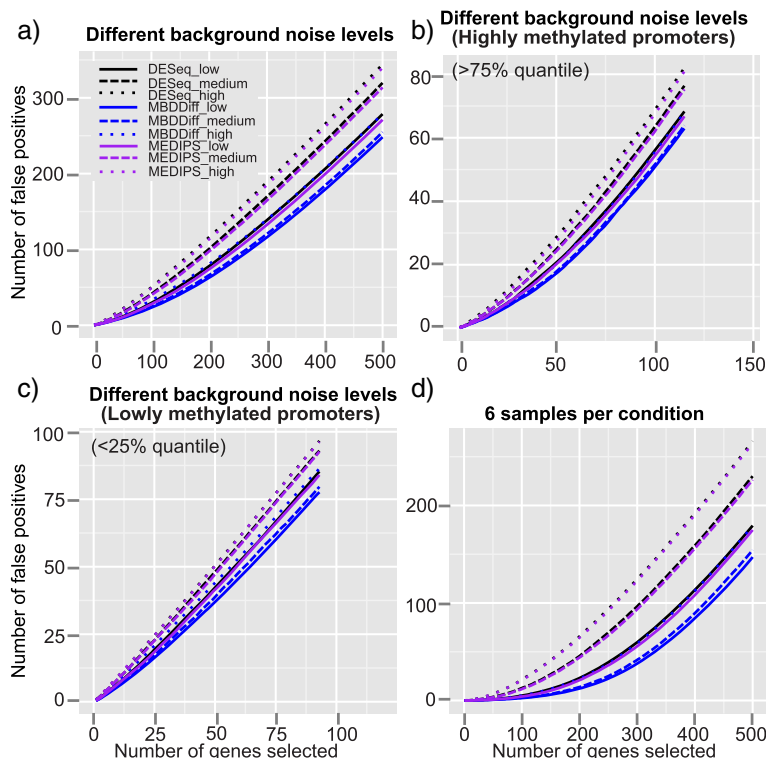 a)
Different background noise levels
DESeq_low
DESeq_medium
DESeq_high
MBDDiff_low
MBDDiff_medium
MBDDiff_high
MEDIPS_low
MEDIPS_medium
MEDIPS_high
Number of false positives
300
200
100
0
0 100 200 300 400 500
b)
Different background noise levels
(Highly methylated promoters)
(>75% quantile)
80
60
40
20
0
0 50 100 150
c)
Different background noise levels
(Lowly methylated promoters)
(<25% quantile)
Number of false positives
100
75
50
25
0
0 25 50 75 100
Number of genes selected
d)
6 samples per condition
200
100
0
0 100 200 300 400 500
Number of genes selected